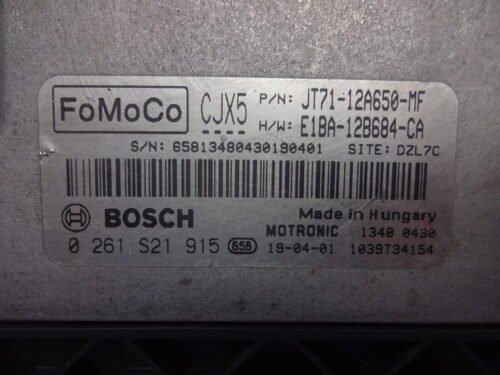 FoMoCo CJX5 P/N: JT71-12A650-MF
H/W: E1BA-12B684-CA
S/N: 65813480430190401 SITE: DZL7C
BOSCH Made in Hungary
MOTRONIC 1348 0430
0 261 S21 915 658 19-04-01 1039T34154